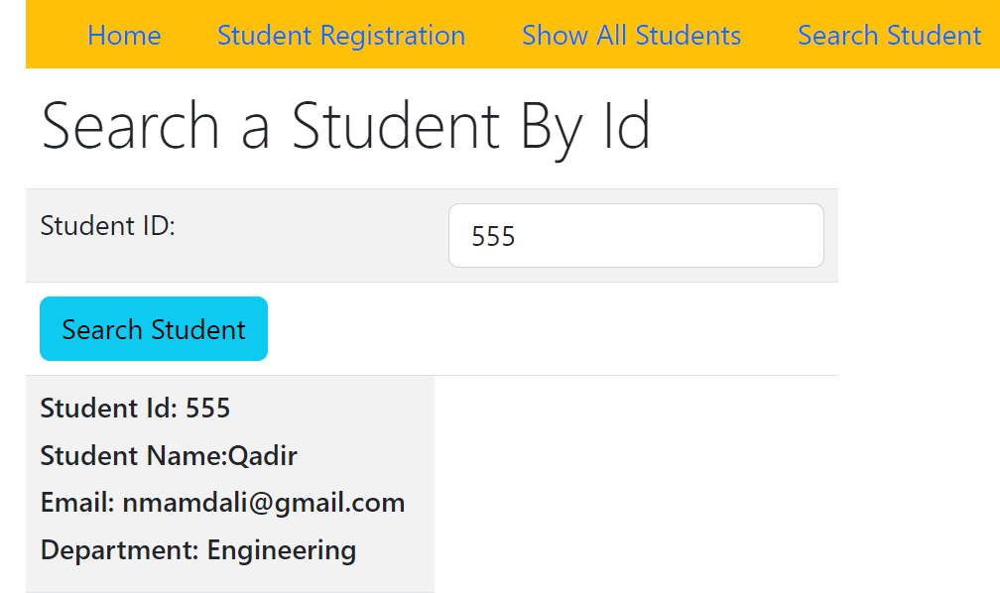 Home Student Registration Show All Students Search Student
Search a Student By Id
Student ID: 555
Search Student
Student Id: 555
Student Name:Qadir
Email: nmamdali@gmail.com
Department: Engineering